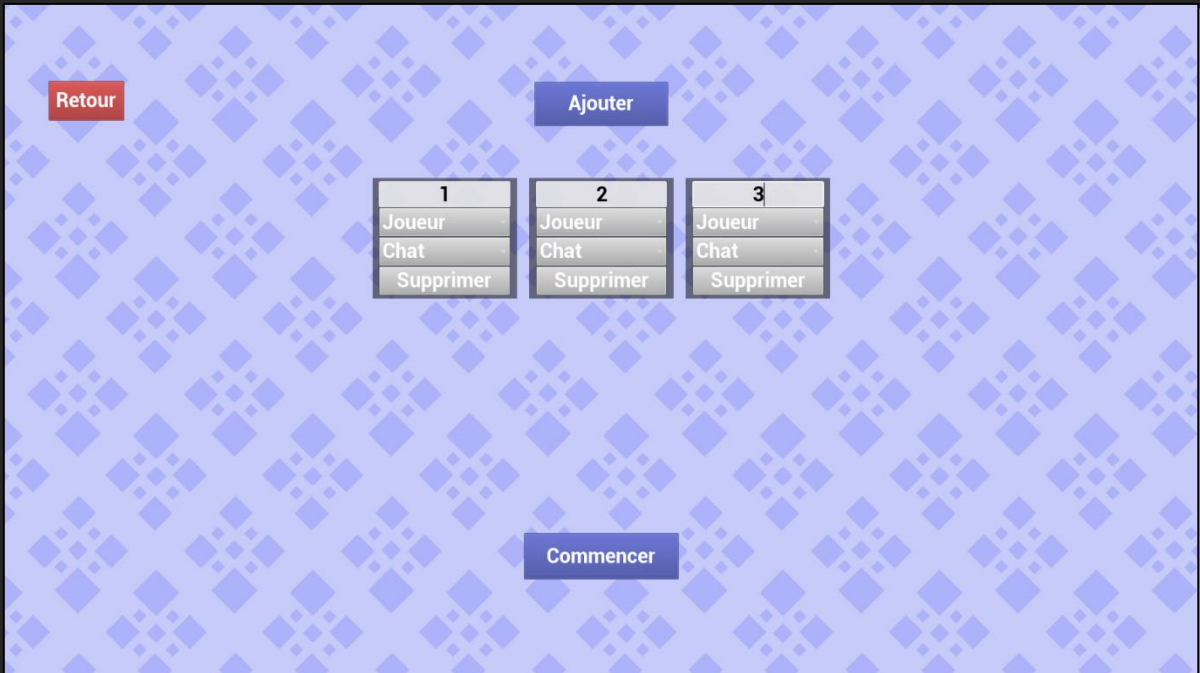 Retour
Ajouter
1
Joueur
Chat
Supprimer
2
Joueur
Chat
Supprimer
3
Joueur
Chat
Supprimer
Commencer